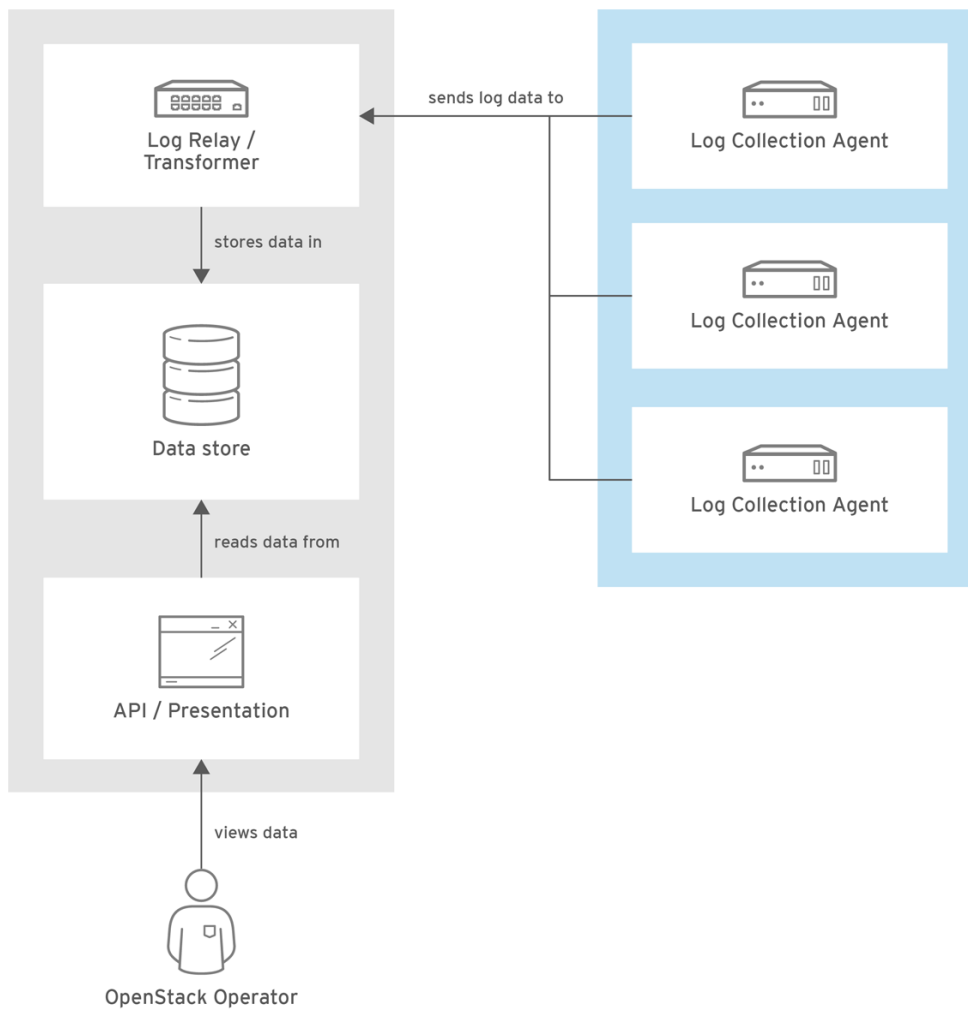 sends log data to
Log Relay /
Transformer
Log Collection Agent
stores data in
Log Collection Agent
Data store
Log Collection Agent
reads data from
API / Presentation
views data
OpenStack Operator